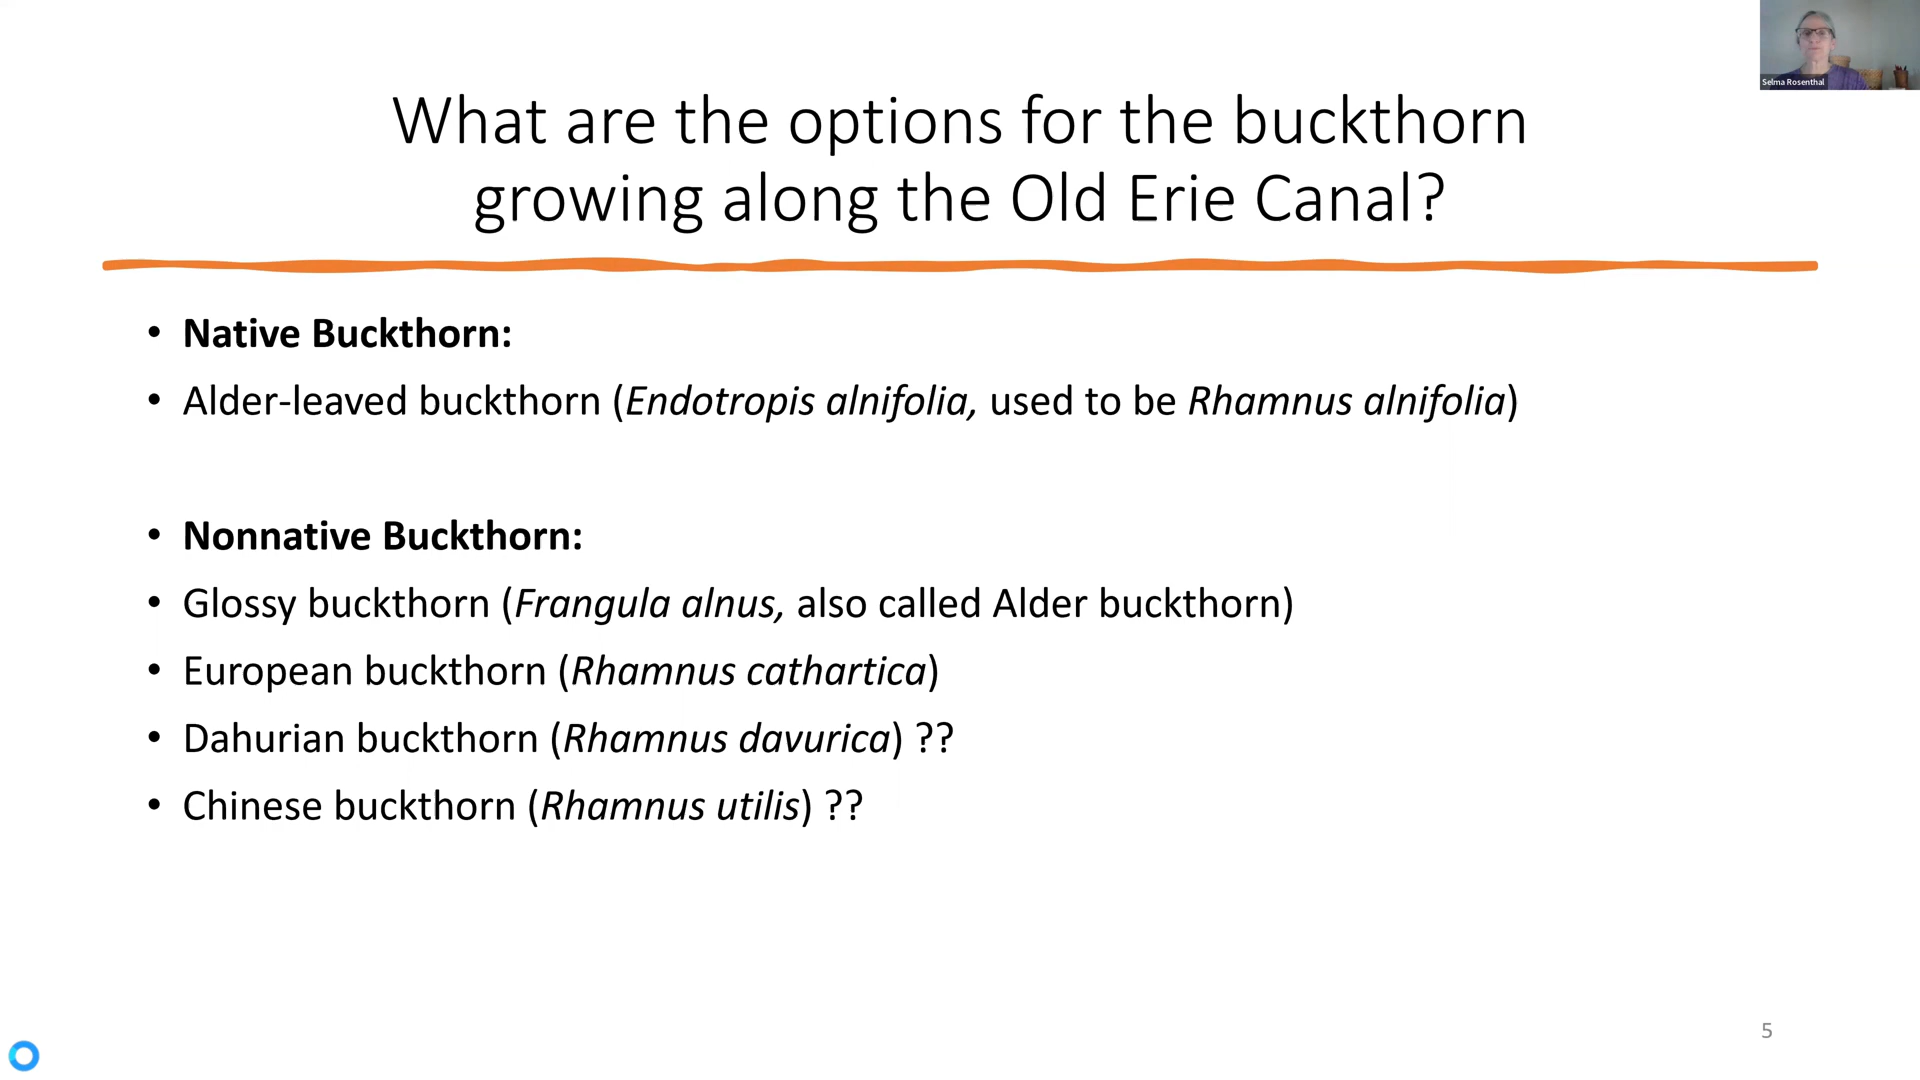 Selma Rosenthal
What are the options for the buckthorn
growing along the Old Erie Canal?
• Native Buckthorn:
• Alder-leaved buckthorn (Endotropis alnifolia, used to be Rhamnus alnifolia)
• Nonnative Buckthorn:
• Glossy buckthorn (Frangula alnus, also called Alder buckthorn)
• European buckthorn (Rhamnus cathartica)
• Dahurian buckthorn (Rhamnus davurica) ??
• Chinese buckthorn (Rhamnus utilis) ??
5